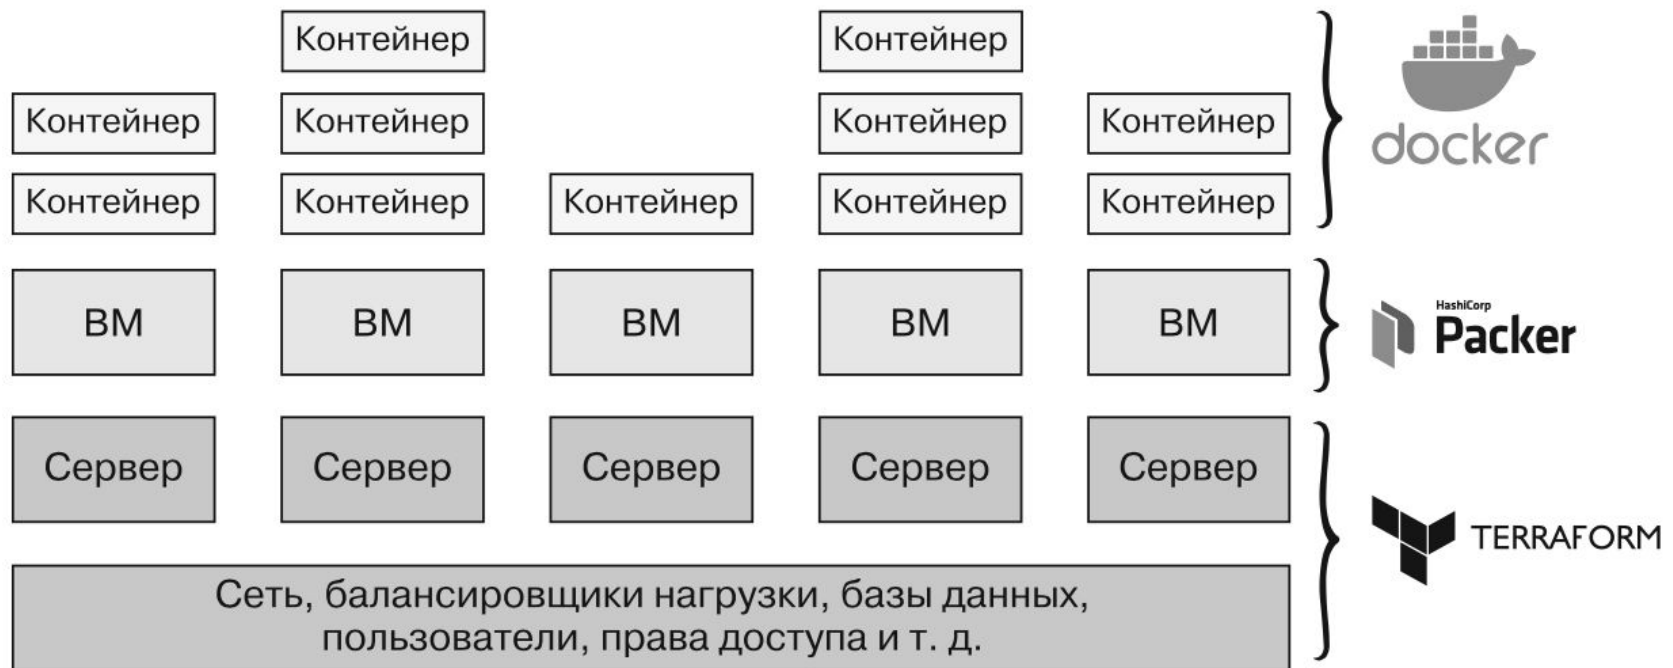 Контейнер Контейнер
Контейнер Контейнер Контейнер Контейнер
Контейнер Контейнер Контейнер Контейнер Контейнер
docker
ВМ ВМ ВМ ВМ ВМ
HashiCorp
Packer
Сервер Сервер Сервер Сервер Сервер
TERRAFORM
Сеть, балансировщики нагрузки, базы данных,
пользователи, права доступа и т. д.